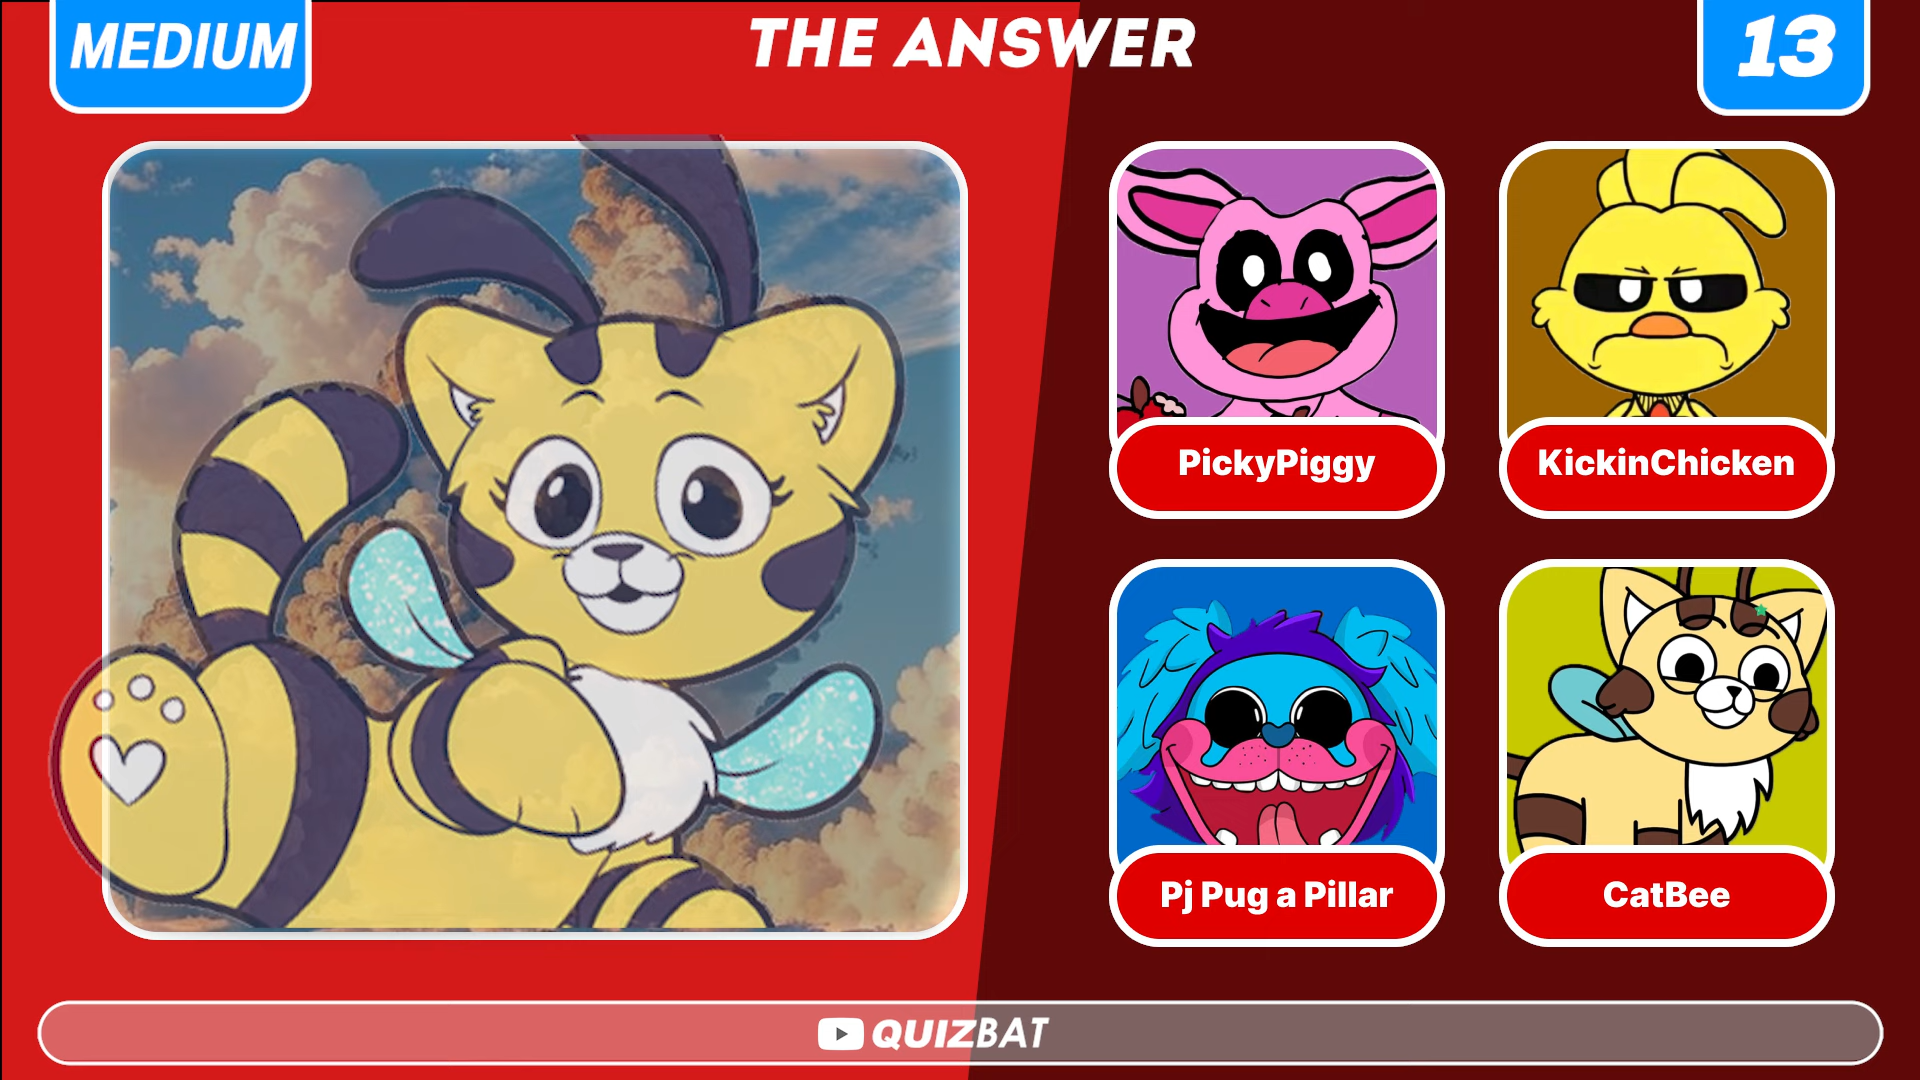 MEDIUM
THE ANSWER
13
PickyPiggy
KickinChicken
Pj Pug a Pillar
CatBee
QUIZBAT